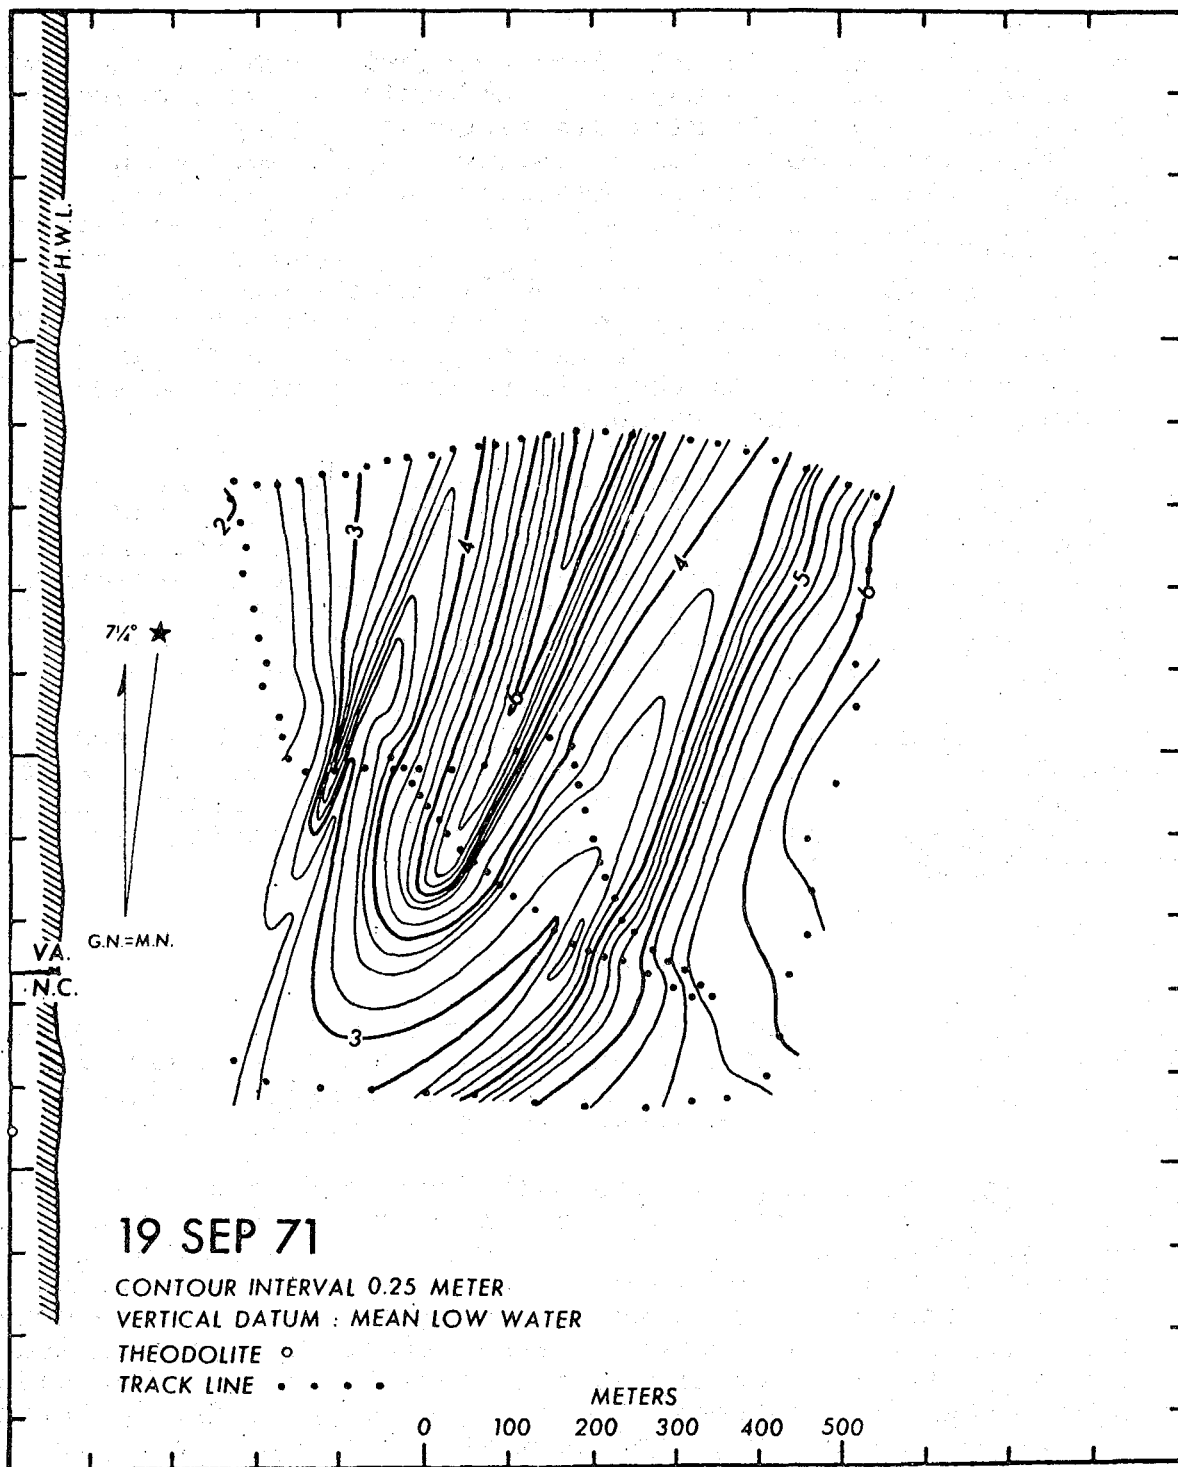 H.W.L.
2
3
4
4
5
6
6
7¼°
G.N.=M.N.
VA.
N.C.
3
19 SEP 71
CONTOUR INTERVAL 0.25 METER
VERTICAL DATUM : MEAN LOW WATER
THEODOLITE
TRACK LINE
METERS
0 100 200 300 400 500